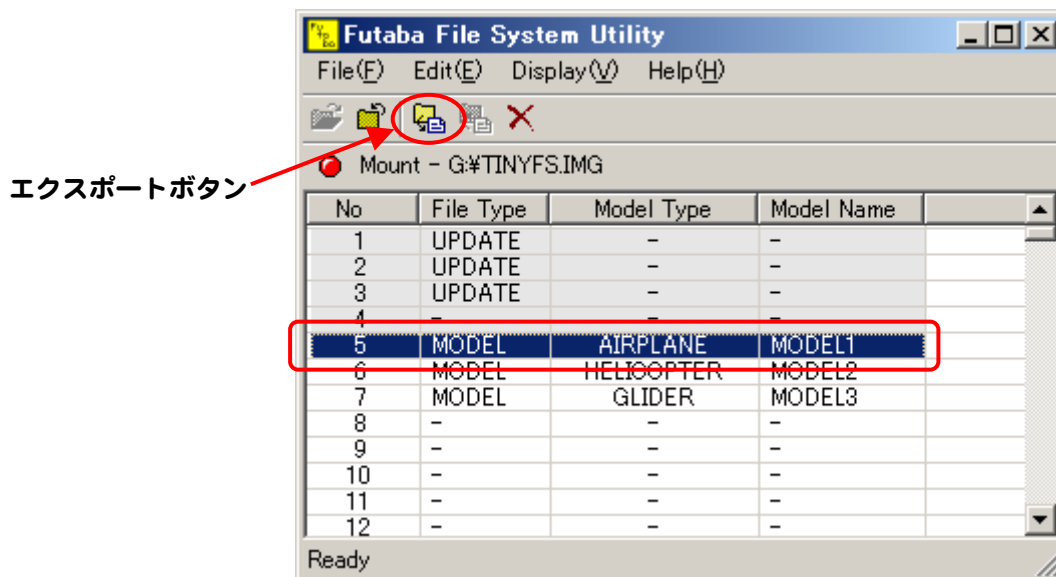 Futaba File System Utility
File(F) Edit(E) Display(V) Help(H)
Mount - G:¥TINYFS.IMG
エクスポートボタン
No File Type Model Type Model Name
1 UPDATE - -
2 UPDATE - -
3 UPDATE - -
4 - - -
5 MODEL AIRPLANE MODEL1
6 MODEL HELICOPTER MODEL2
7 MODEL GLIDER MODEL3
8 - - -
9 - - -
10 - - -
11 - - -
12 - - -
Ready